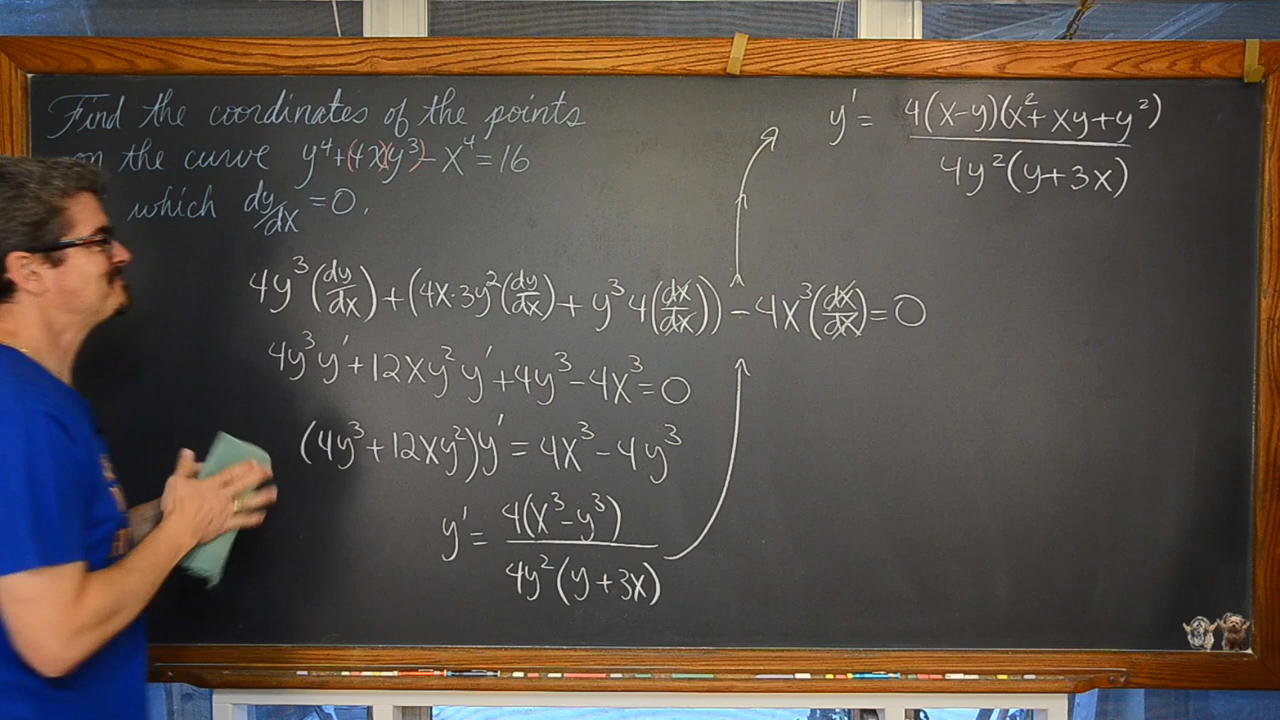 Find the coordinates of the points
the curve y⁴+(4x)(y³)-x⁴=16
which dy/dx=0.
4y³(dy/dx)+(4x·3y²(dy/dx)+y³4(dx/dx))-4x³(dx/dx)=0
4y³y'+12xy²y'+4y³-4x³=0
(4y³+12xy²)y'=4x³-4y³
y'=4(x³-y³)/4y²(y+3x)
y'=4(x-y)(x²+xy+y²)/4y²(y+3x)